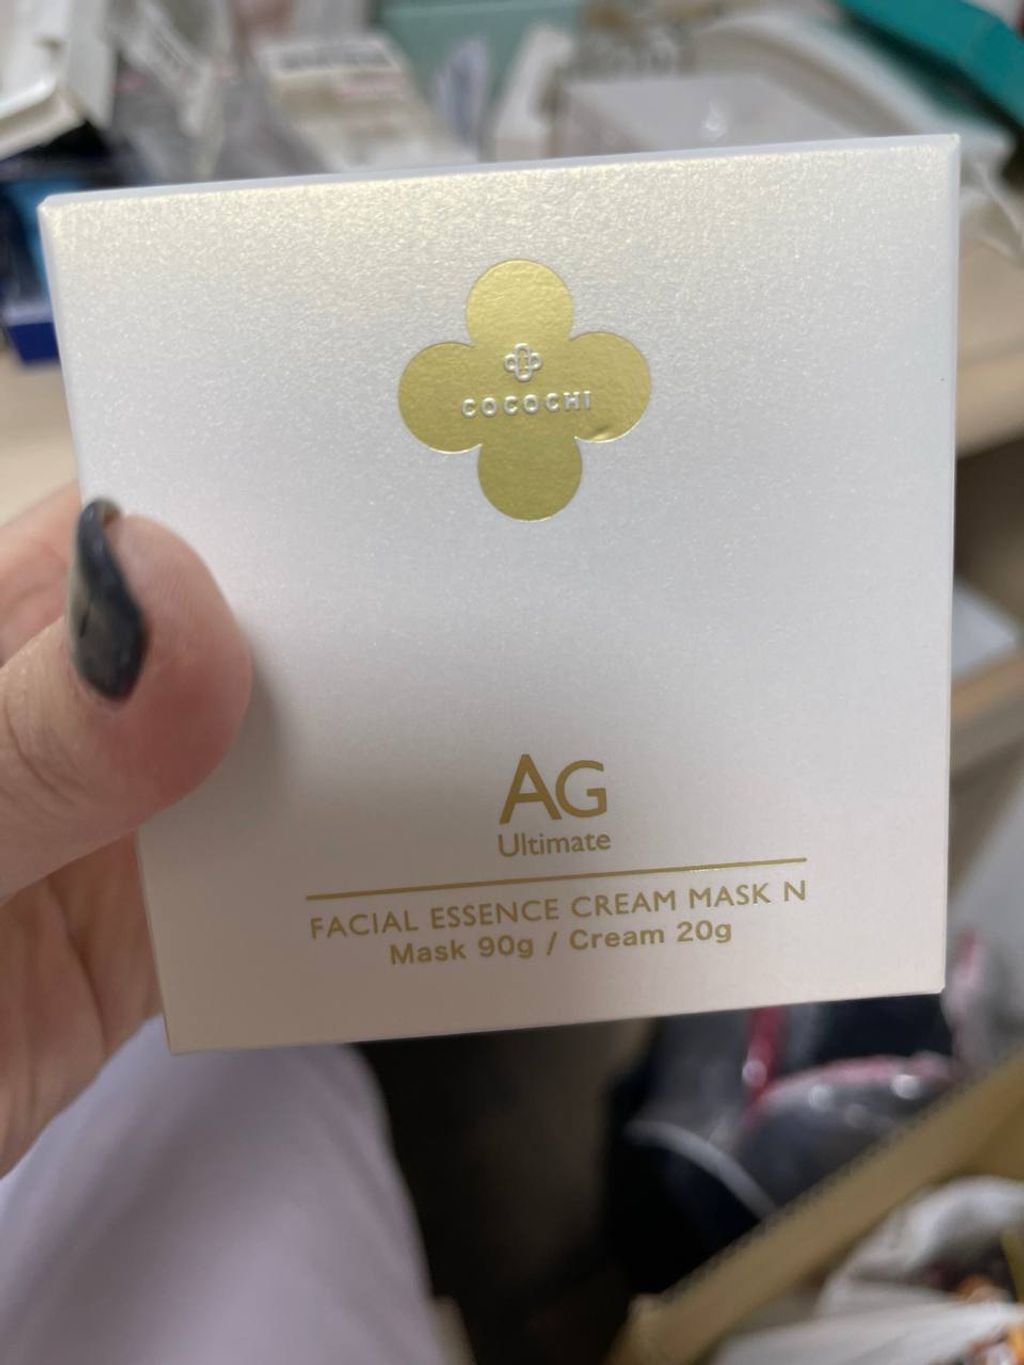 COCOCHI
AG
Ultimate
FACIAL ESSENCE CREAM MASK N
Mask 90g / Cream 20g